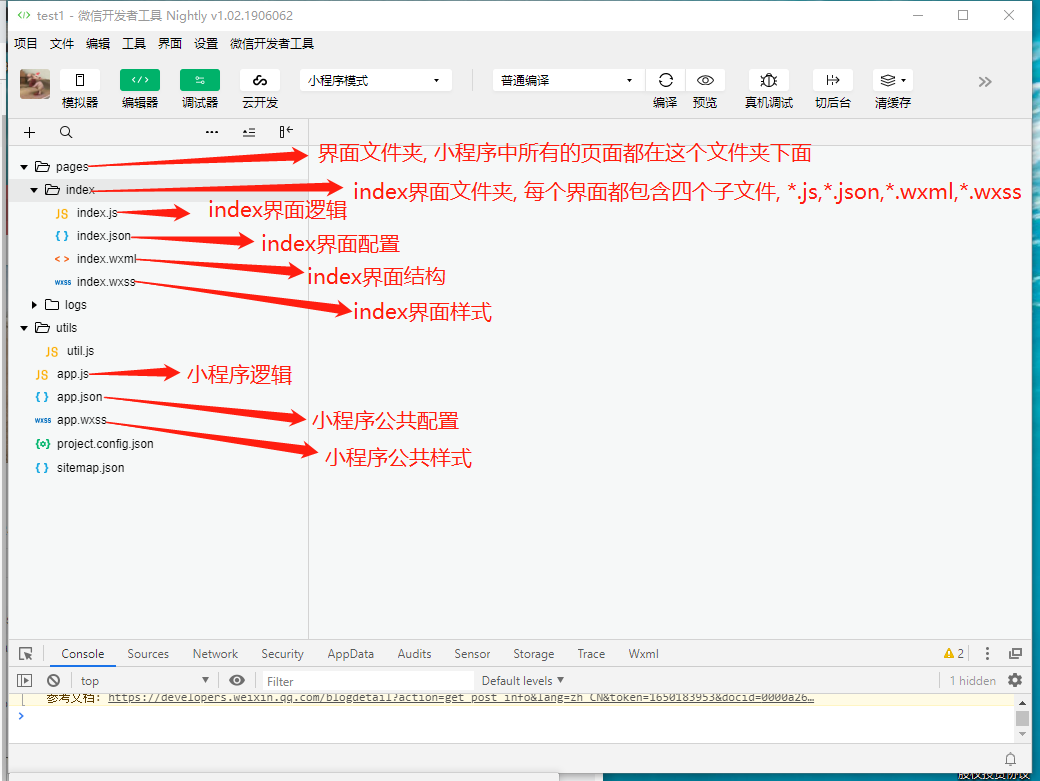 test1 - 微信开发者工具 Nightly v1.02.1906062
项目 文件 编辑 工具 界面 设置 微信开发者工具
小程序模式 普通编译
模拟器 编辑器 调试器 云开发 编译 预览 真机调试 切后台 清缓存
pages 界面文件夹, 小程序中所有的页面都在这个文件夹下面
index index界面文件夹, 每个界面都包含四个子文件, *.js,*.json,*.wxml,*.wxss
JS index.js index界面逻辑
{ } index.json index界面配置
< > index.wxml index界面结构
wxss index.wxss index界面样式
logs
utils
JS util.js
JS app.js 小程序逻辑
{ } app.json 小程序公共配置
wxss app.wxss 小程序公共样式
{o} project.config.json
{ } sitemap.json
Console Sources Network Security AppData Audits Sensor Storage Trace Wxml 2
top Filter Default levels 1 hidden
参考文档: https://developers.weixin.qq.com/blogdetail?action=get_post_info&lang=zh_CN&token=1650183953&docid=0000a26…
股权投资协议